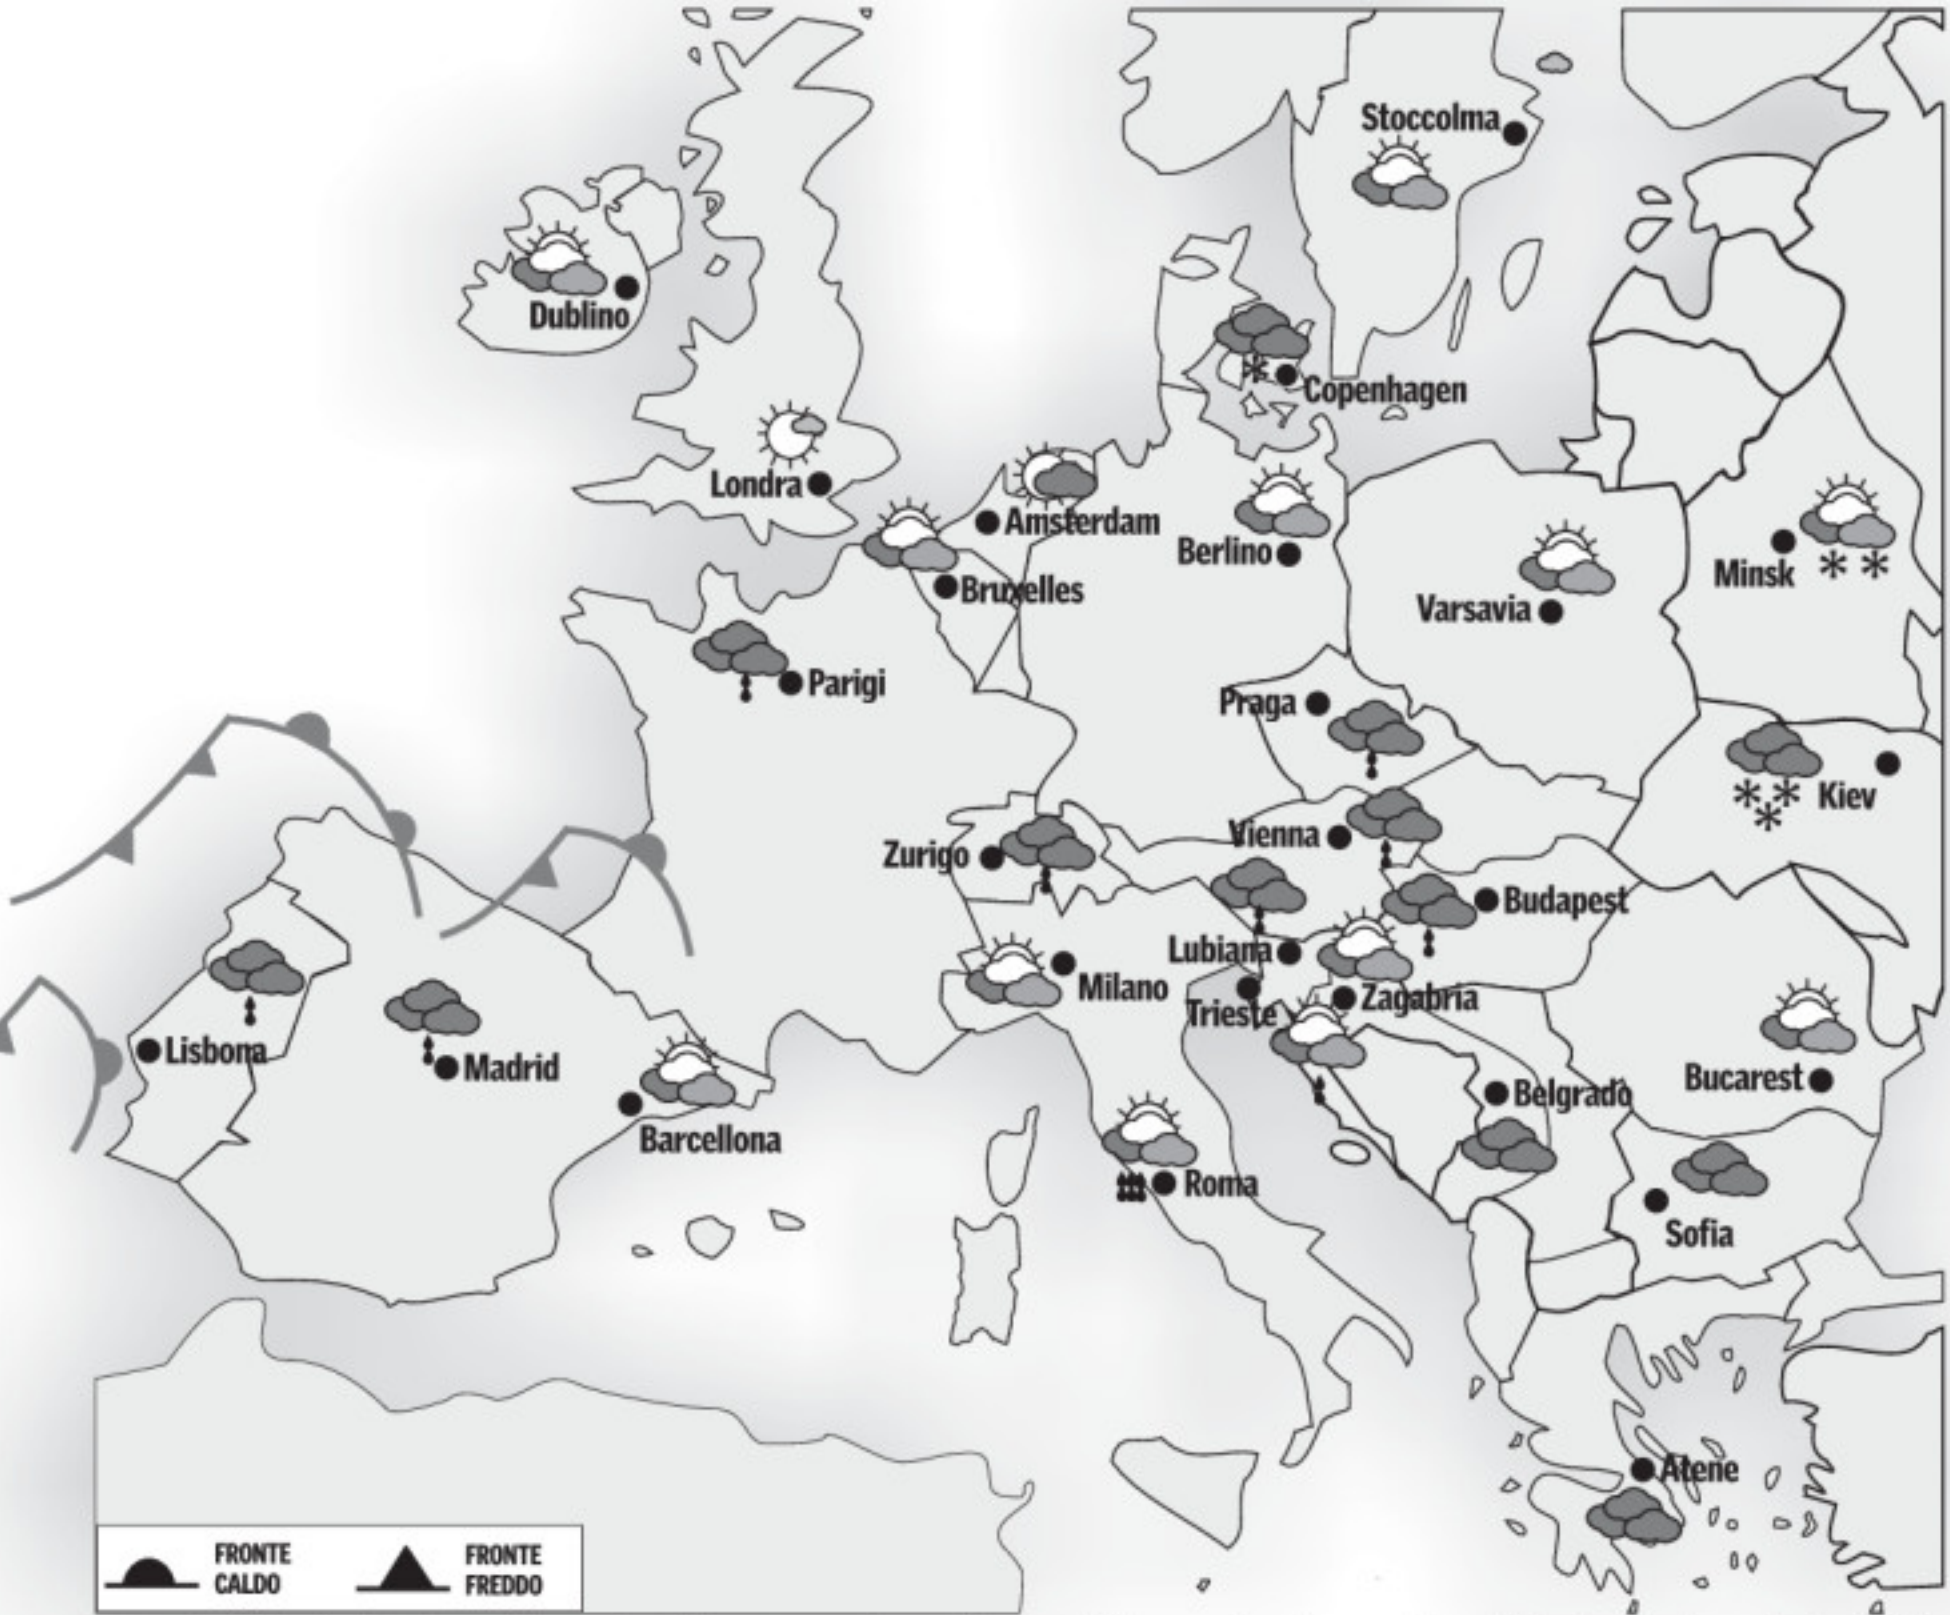 Stoccolma
Dublino
Copenhagen
Londra
Amsterdam
Berlino
Bruxelles
Minsk
Varsavia
Parigi
Praga
Kiev
Vienna
Zurigo
Budapest
Lubiana
Milano
Zagabria
Trieste
Lisbona
Madrid
Belgrado
Bucarest
Barcellona
Roma
Sofia
Atene
FRONTE
CALDO
FRONTE
FREDDO